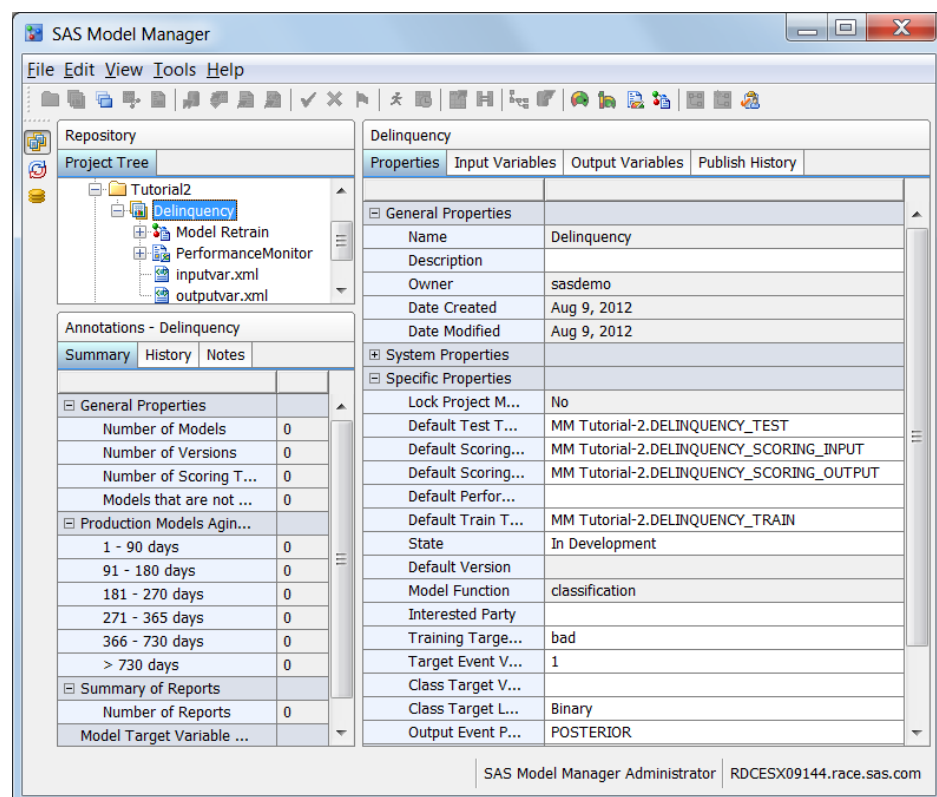 SAS Model Manager
File Edit View Tools Help
Repository
Project Tree
Tutorial2
Delinquency
Model Retrain
PerformanceMonitor
inputvar.xml
outputvar.xml
Annotations - Delinquency
Summary History Notes
General Properties
Number of Models 0
Number of Versions 0
Number of Scoring T... 0
Models that are not ... 0
Production Models Agin...
1 - 90 days 0
91 - 180 days 0
181 - 270 days 0
271 - 365 days 0
366 - 730 days 0
> 730 days 0
Summary of Reports
Number of Reports 0
Model Target Variable ...
Delinquency
Properties Input Variables Output Variables Publish History
General Properties
Name Delinquency
Description
Owner sasdemo
Date Created Aug 9, 2012
Date Modified Aug 9, 2012
System Properties
Specific Properties
Lock Project M... No
Default Test T... MM Tutorial-2.DELINQUENCY_TEST
Default Scoring... MM Tutorial-2.DELINQUENCY_SCORING_INPUT
Default Scoring... MM Tutorial-2.DELINQUENCY_SCORING_OUTPUT
Default Perfor...
Default Train T... MM Tutorial-2.DELINQUENCY_TRAIN
State In Development
Default Version
Model Function classification
Interested Party
Training Targe... bad
Target Event V... 1
Class Target V...
Class Target L... Binary
Output Event P... POSTERIOR
SAS Model Manager Administrator RDCESX09144.race.sas.com